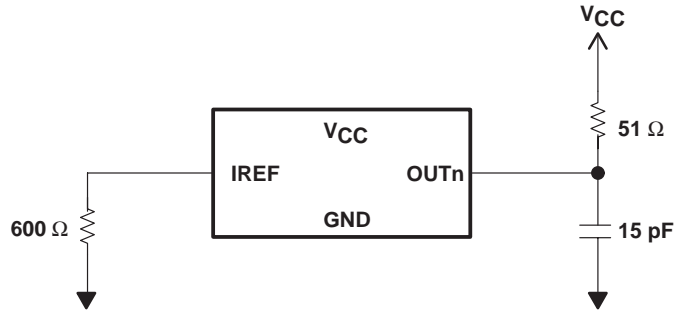 VCC
51 Ω
VCC
IREF
OUTn
600 Ω
GND
15 pF